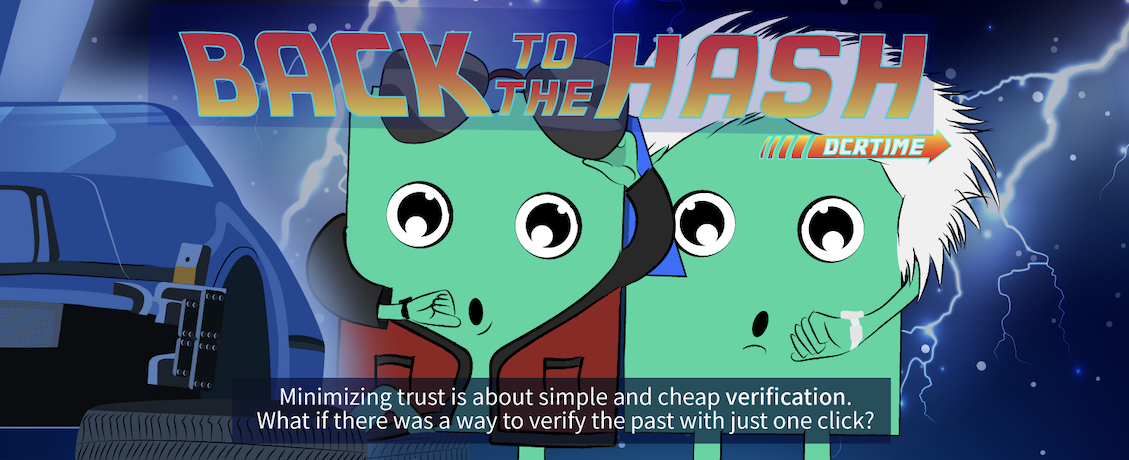 BACK TO THE HASH
DCRTIME
Minimizing trust is about simple and cheap verification.
What if there was a way to verify the past with just one click?